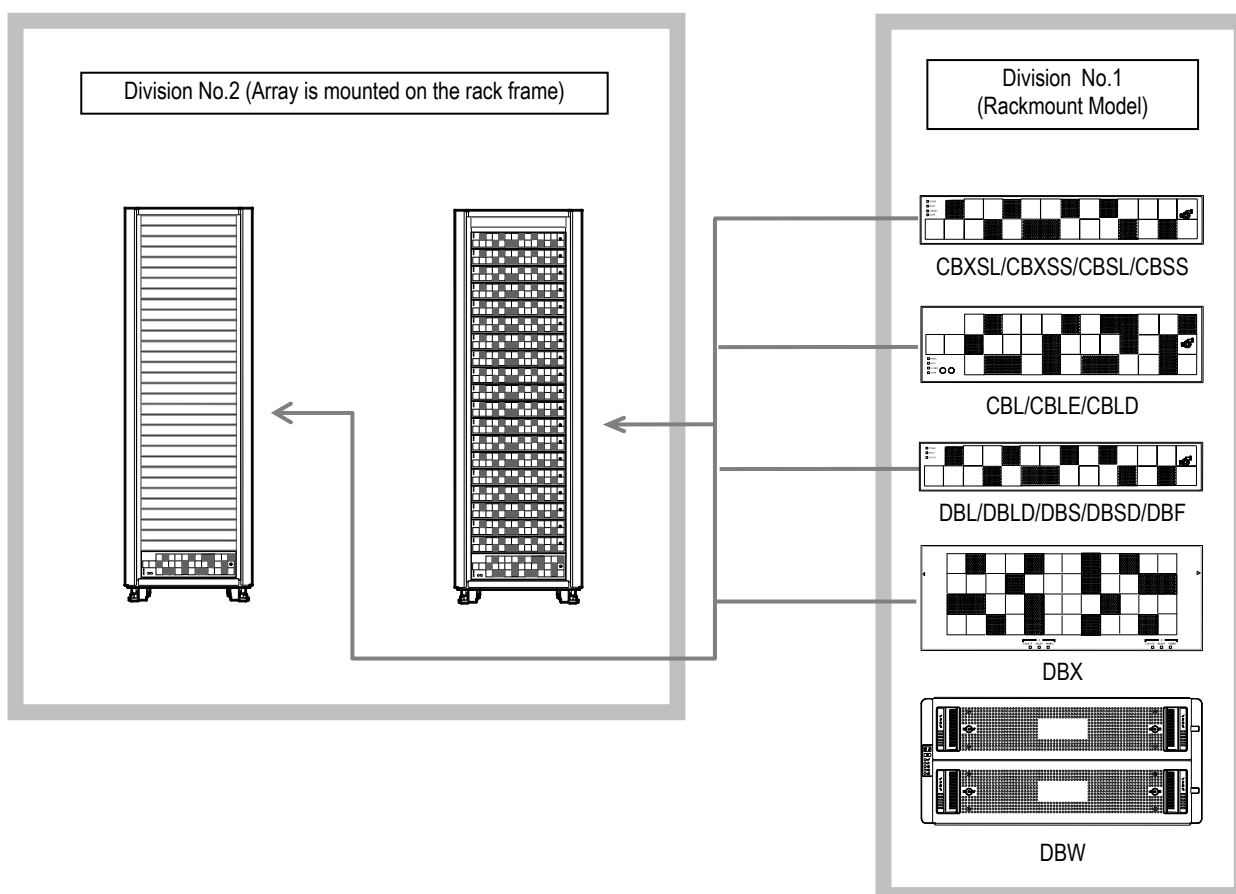 Division No.2 (Array is mounted on the rack frame)
Division No.1
(Rackmount Model)
CBXSL/CBXSS/CBSL/CBSS
CBL/CBLE/CBLD
DBL/DBLD/DBS/DBSD/DBF
DBX
DBW